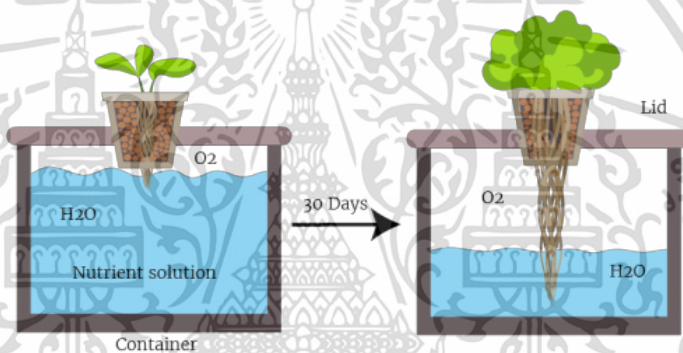 Lid
O2
30 Days
O2
H2O
H2O
Nutrient solution
Container